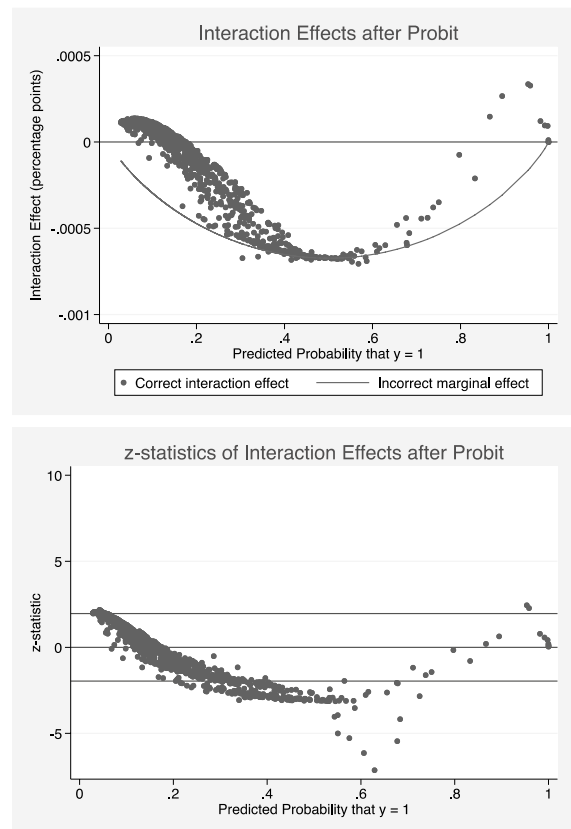 Interaction Effects after Probit
.0005
0
-.0005
-.001
Interaction Effect (percentage points)
0 .2 .4 .6 .8 1
Predicted Probability that y = 1
Correct interaction effect Incorrect marginal effect
z-statistics of Interaction Effects after Probit
10
5
0
-5
z-statistic
0 .2 .4 .6 .8 1
Predicted Probability that y = 1